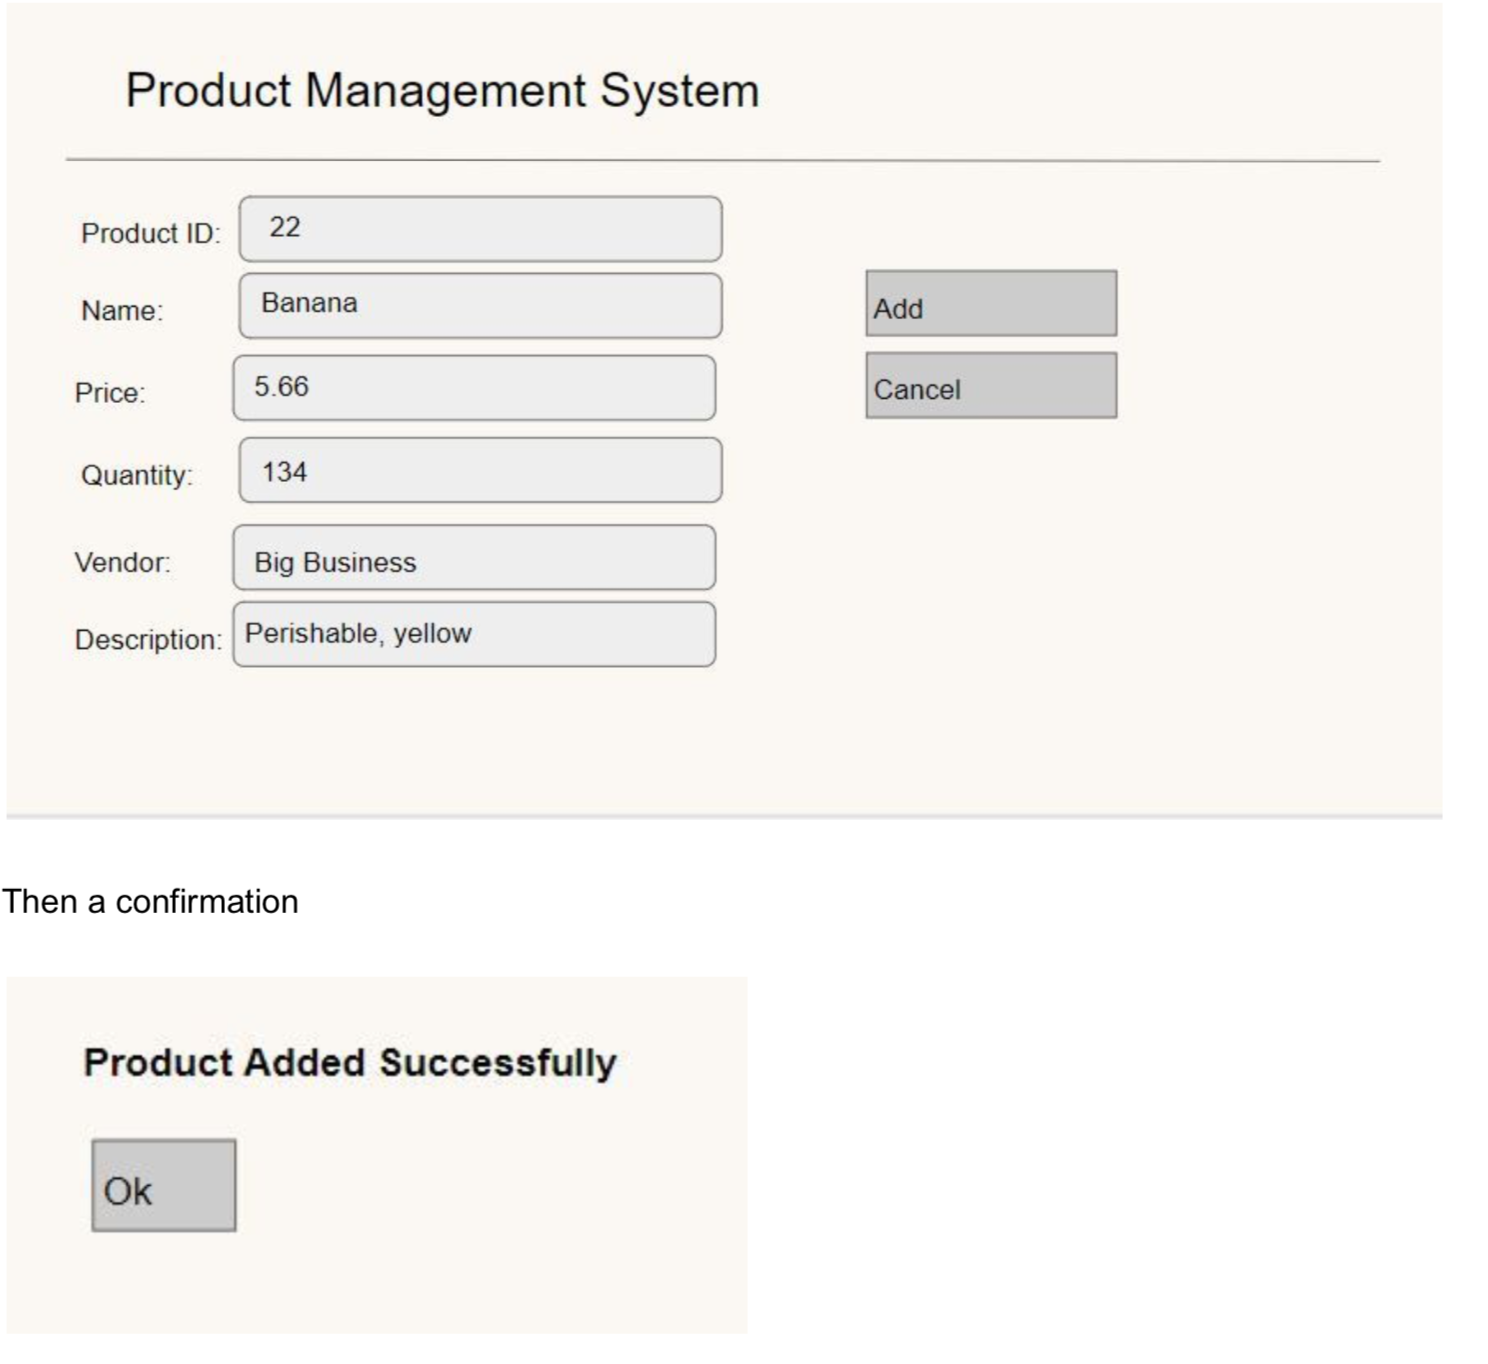 Product Management System
Product ID: 22
Name: Banana
Add
Price: 5.66
Cancel
Quantity: 134
Vendor: Big Business
Description: Perishable, yellow
Then a confirmation
Product Added Successfully
Ok